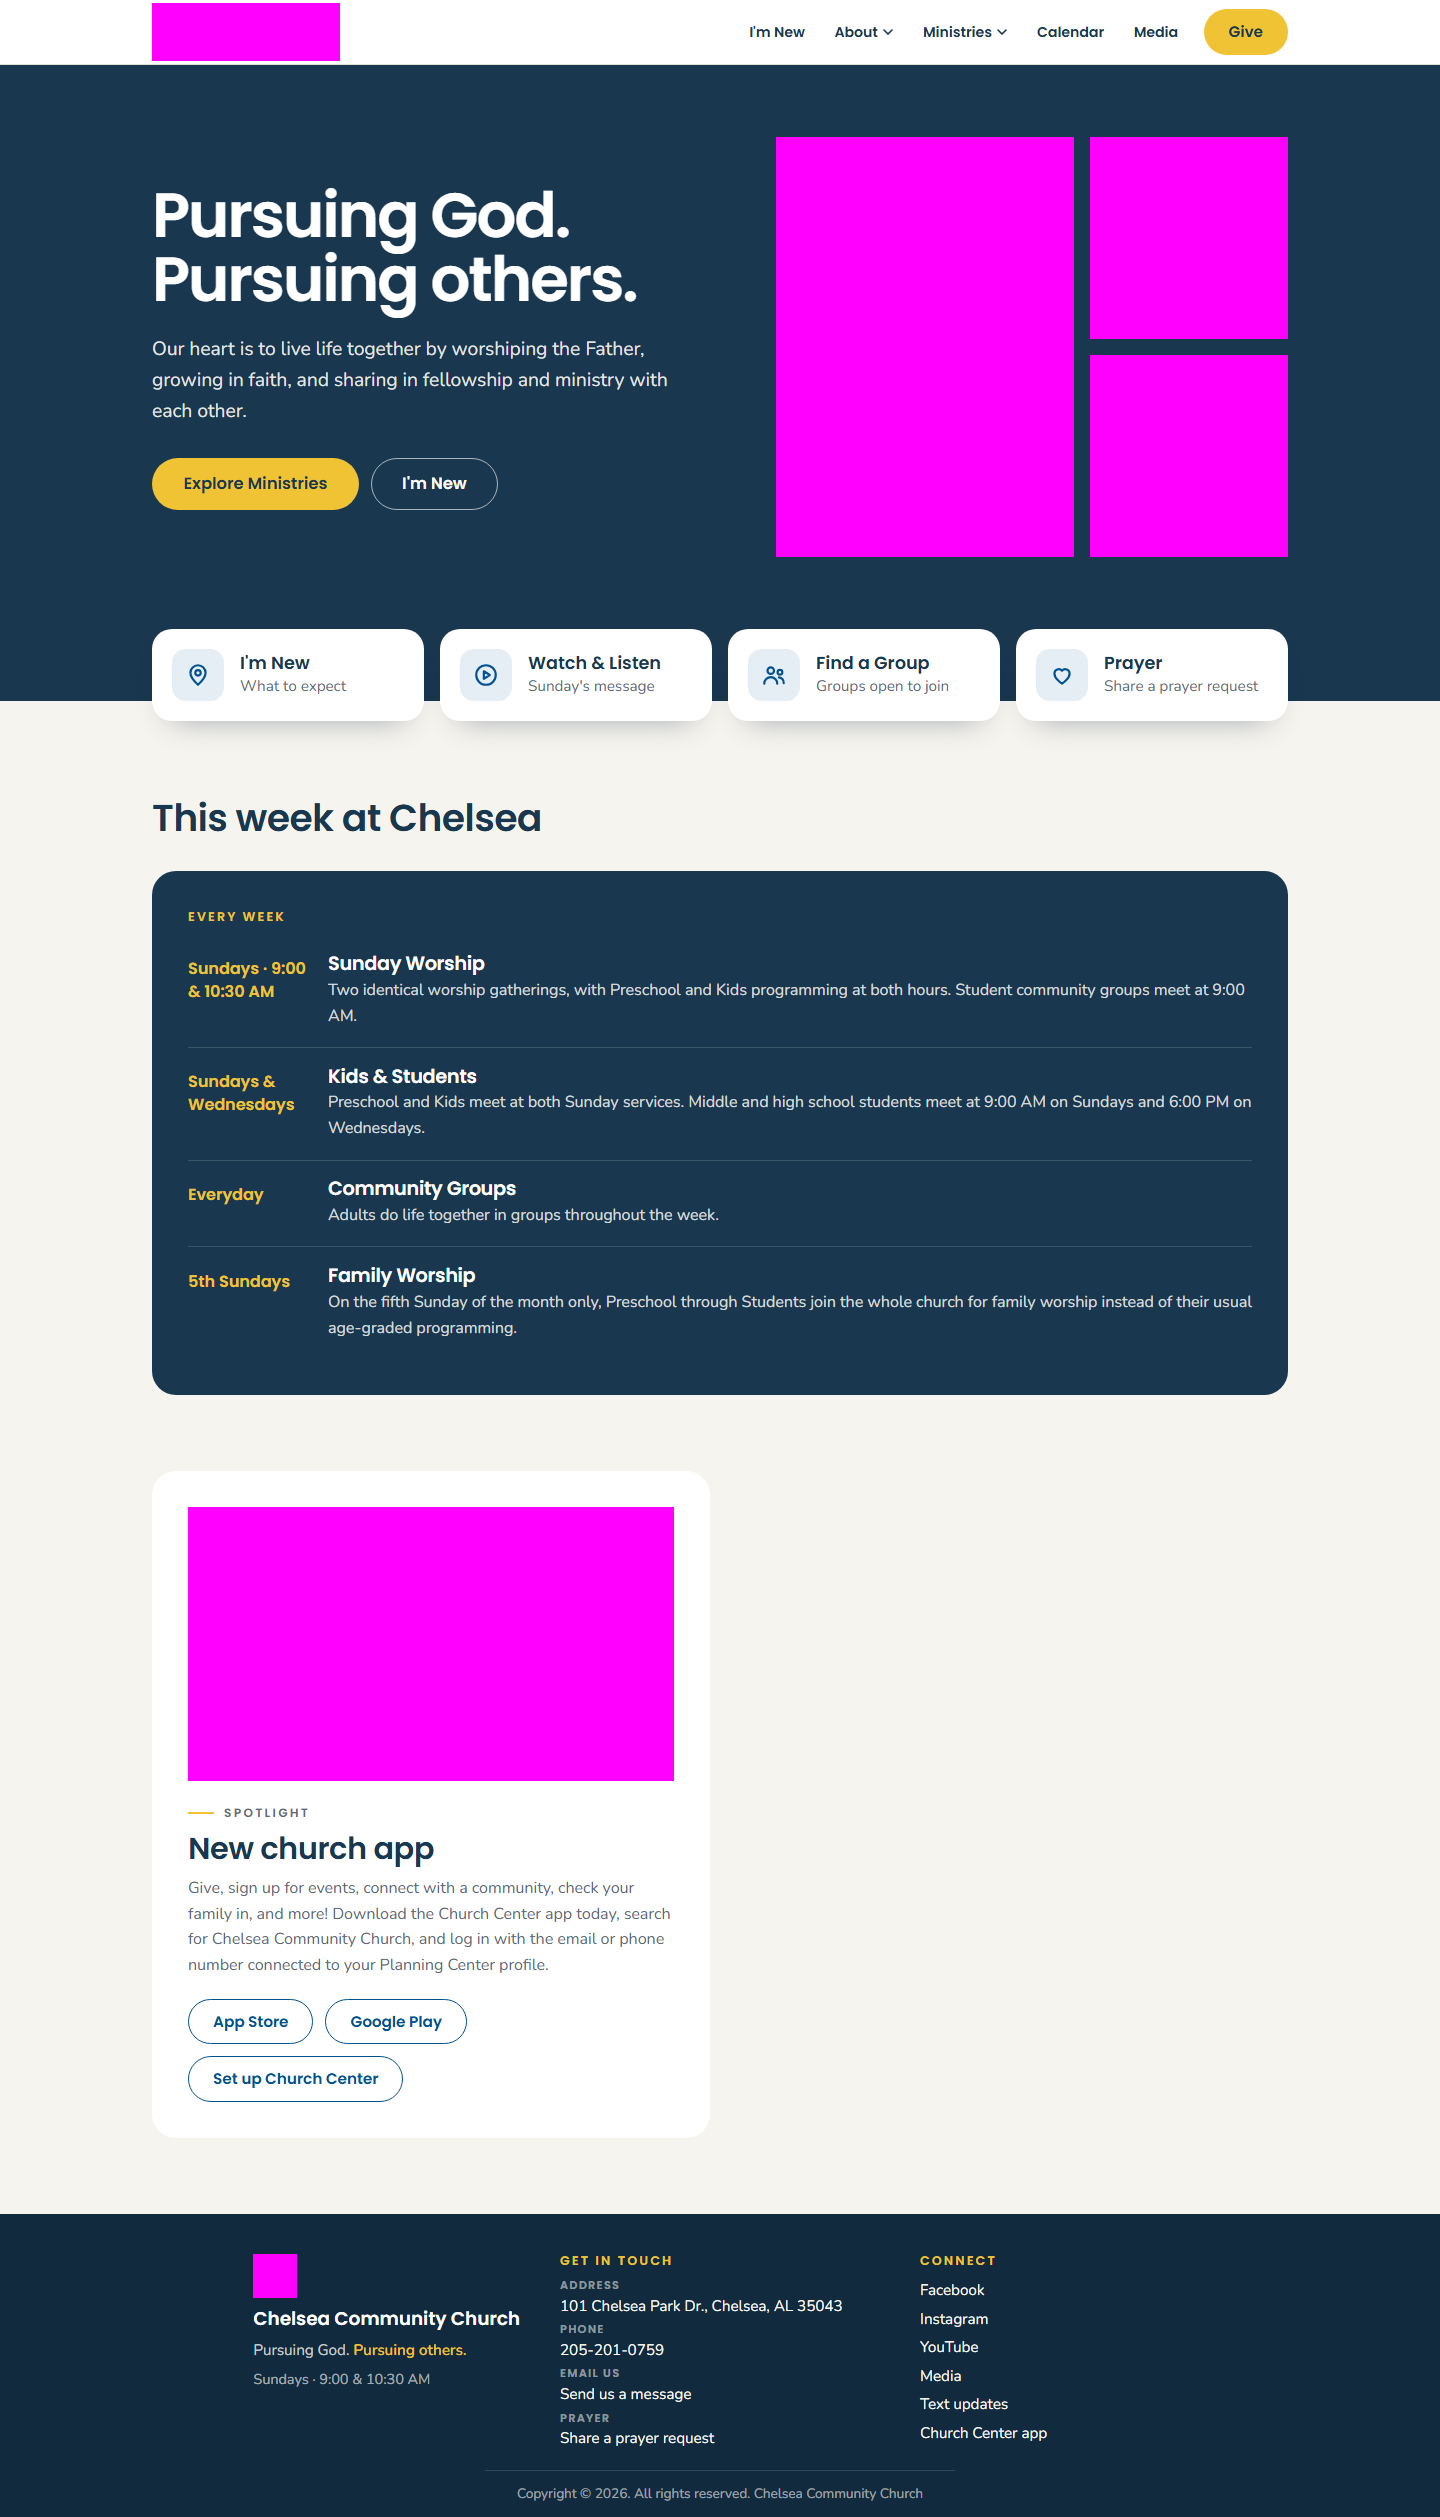 I'm New
About
Ministries
Calendar
Media
Give
Pursuing God.
Pursuing others.
Our heart is to live life together by worshiping the Father,
growing in faith, and sharing in fellowship and ministry with
each other.
Explore Ministries
I'm New
I'm New
What to expect
Watch & Listen
Sunday's message
Find a Group
Groups open to join
Prayer
Share a prayer request
This week at Chelsea
EVERY WEEK
Sundays · 9:00
& 10:30 AM
Sunday Worship
Two identical worship gatherings, with Preschool and Kids programming at both hours. Student community groups meet at 9:00
AM.
Sundays &
Wednesdays
Kids & Students
Preschool and Kids meet at both Sunday services. Middle and high school students meet at 9:00 AM on Sundays and 6:00 PM on
Wednesdays.
Everyday
Community Groups
Adults do life together in groups throughout the week.
5th Sundays
Family Worship
On the fifth Sunday of the month only, Preschool through Students join the whole church for family worship instead of their usual
age-graded programming.
SPOTLIGHT
New church app
Give, sign up for events, connect with a community, check your
family in, and more! Download the Church Center app today, search
for Chelsea Community Church, and log in with the email or phone
number connected to your Planning Center profile.
App Store
Google Play
Set up Church Center
Chelsea Community Church
Pursuing God. Pursuing others.
Sundays · 9:00 & 10:30 AM
GET IN TOUCH
ADDRESS
101 Chelsea Park Dr., Chelsea, AL 35043
PHONE
205-201-0759
EMAIL US
Send us a message
PRAYER
Share a prayer request
CONNECT
Facebook
Instagram
YouTube
Media
Text updates
Church Center app
Copyright © 2026. All rights reserved. Chelsea Community Church